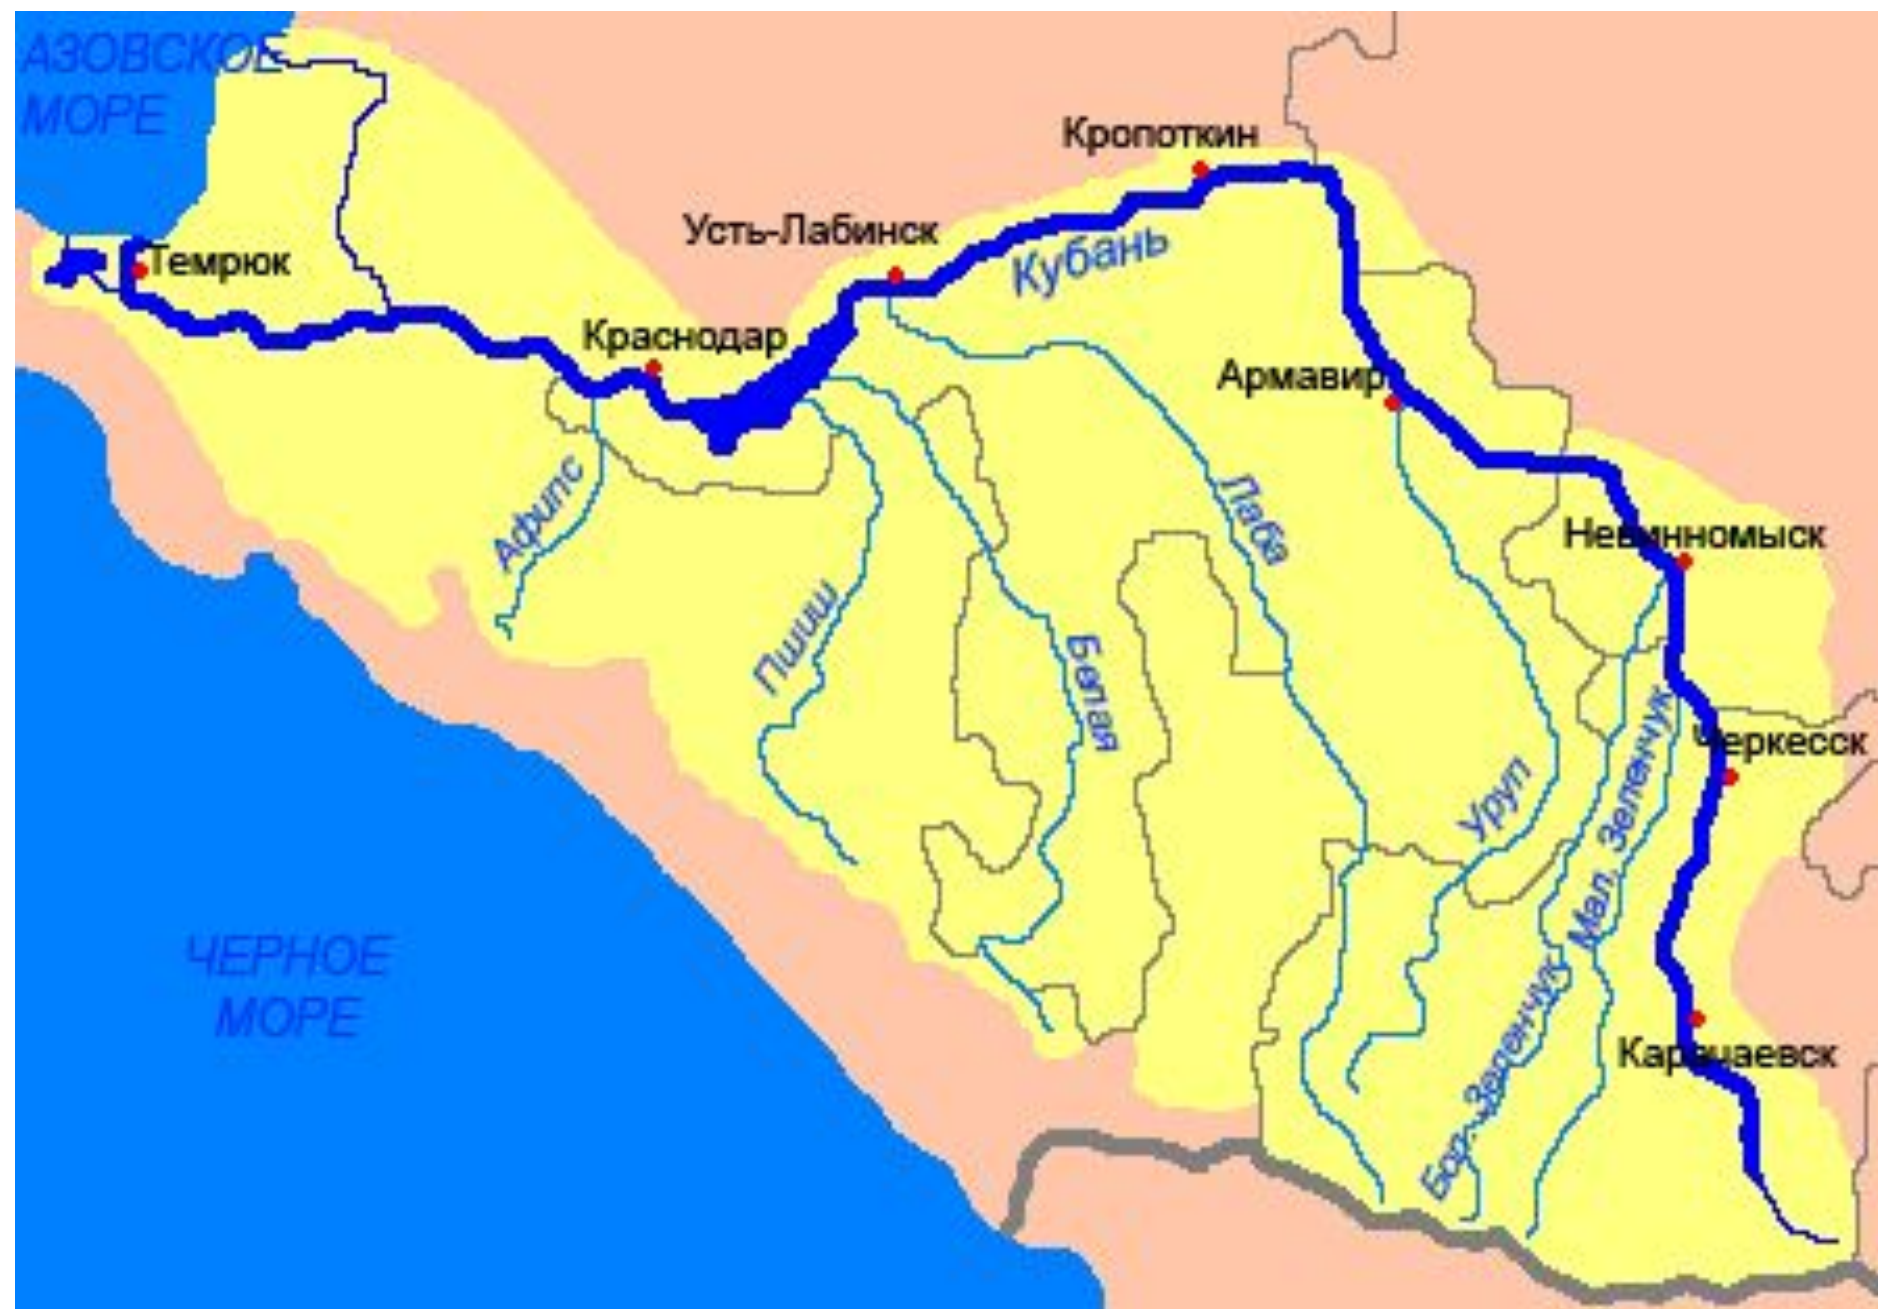 АЗОВСКОЕ
МОРЕ
Кропоткин
Усть-Лабинск
Кубань
Темрюк
Краснодар
Армавир
Афипс
Лаба
Невинномыск
Пшиш
Белая
Черкесск
Уруп
Мал. Зеленчук
ЧЕРНОЕ
МОРЕ
Бол. Зеленчук
Карачаевск